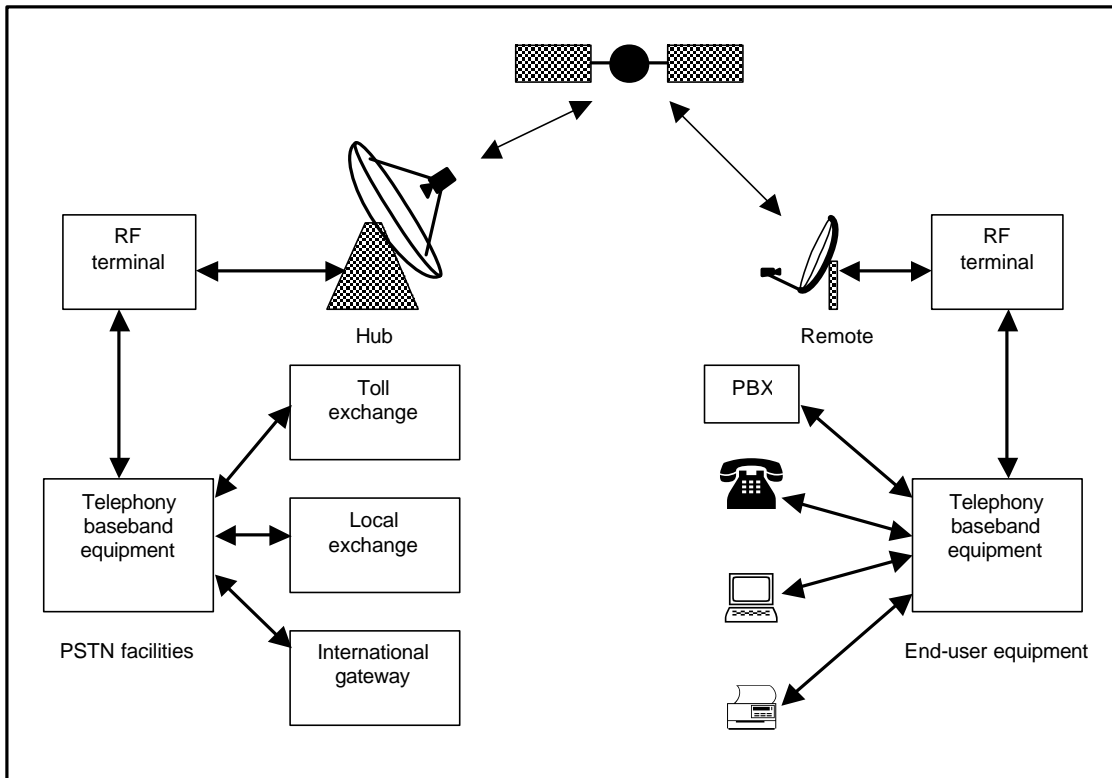 RF
terminal
RF
terminal
Hub
Remote
Toll
exchange
PBX
Telephony
baseband
equipment
Local
exchange
Telephony
baseband
equipment
PSTN facilities
International
gateway
End-user equipment